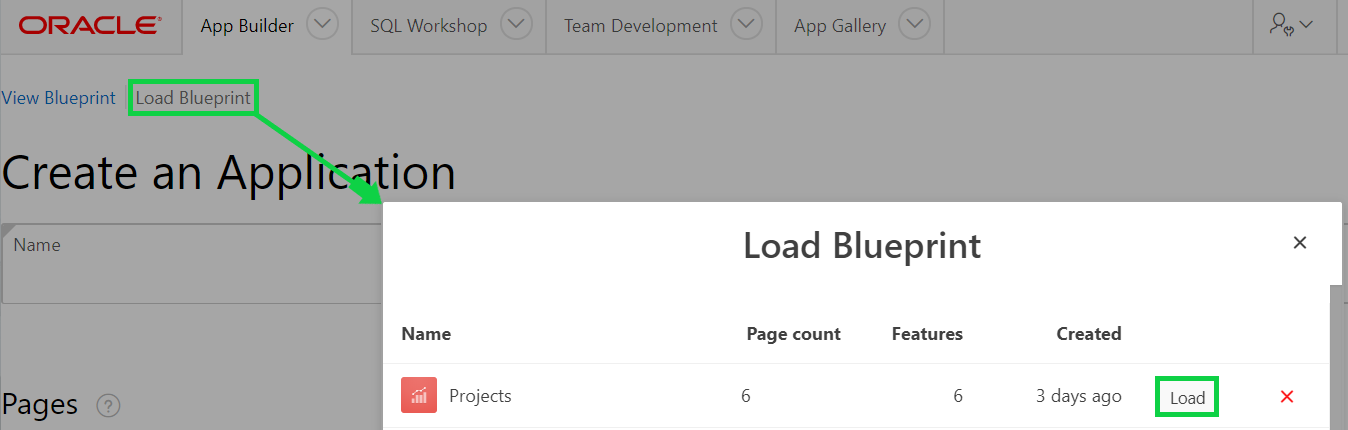 ORACLE® App Builder SQL Workshop Team Development App Gallery
View Blueprint Load Blueprint
Create an Application
Name
Load Blueprint
Name Page count Features Created
Projects 6 6 3 days ago Load
Pages ?